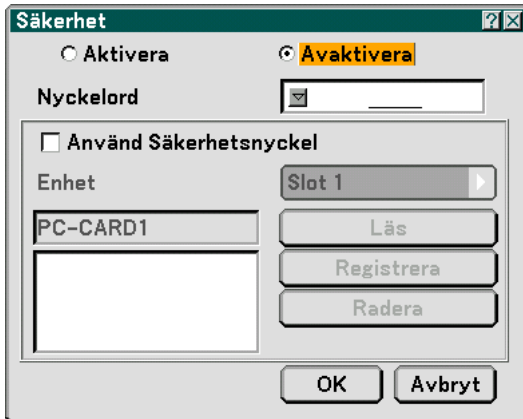 Säkerhet
Aktivera Avaktivera
Nyckelord
Använd Säkerhetsnyckel
Enhet Slot 1
PC-CARD1 Läs
Registrera
Radera
OK Avbryt